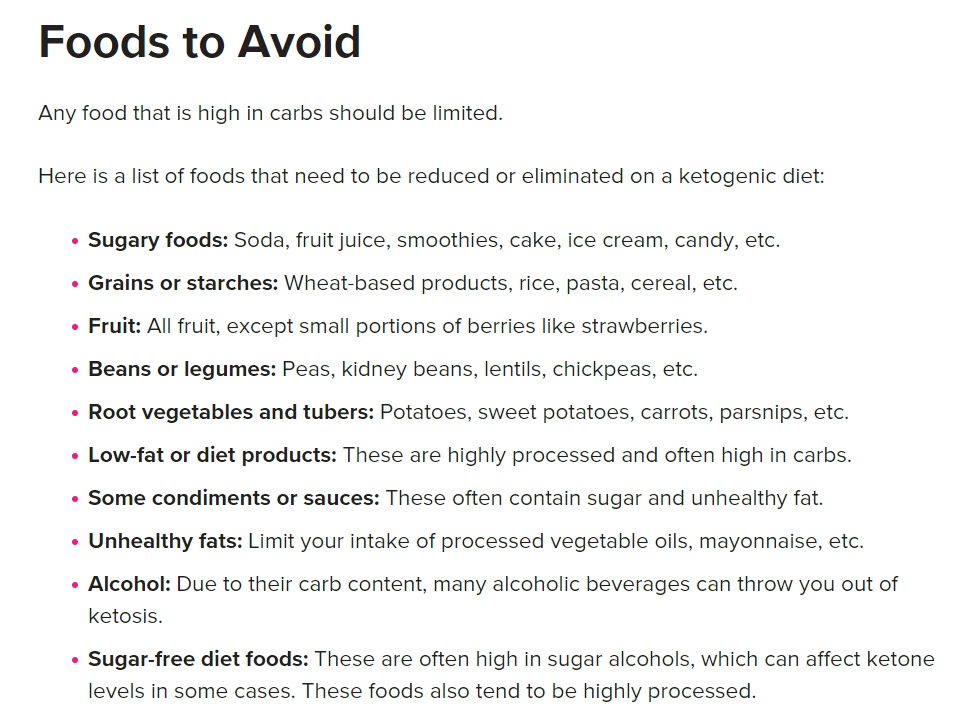 Foods to Avoid
Any food that is high in carbs should be limited.
Here is a list of foods that need to be reduced or eliminated on a ketogenic diet:
• Sugary foods: Soda, fruit juice, smoothies, cake, ice cream, candy, etc.
• Grains or starches: Wheat-based products, rice, pasta, cereal, etc.
• Fruit: All fruit, except small portions of berries like strawberries.
• Beans or legumes: Peas, kidney beans, lentils, chickpeas, etc.
• Root vegetables and tubers: Potatoes, sweet potatoes, carrots, parsnips, etc.
• Low-fat or diet products: These are highly processed and often high in carbs.
• Some condiments or sauces: These often contain sugar and unhealthy fat.
• Unhealthy fats: Limit your intake of processed vegetable oils, mayonnaise, etc.
• Alcohol: Due to their carb content, many alcoholic beverages can throw you out of
ketosis.
• Sugar-free diet foods: These are often high in sugar alcohols, which can affect ketone
levels in some cases. These foods also tend to be highly processed.